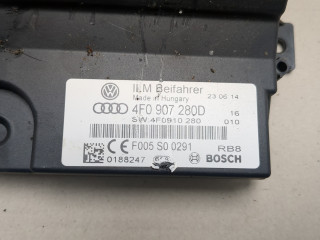 ILM Beifahrer
Made in Hungary 23 06 14
4F0 907 280D 16
SW:4F0910 280 010
CE F005 S0 0291 RB8
0188247 BOSCH